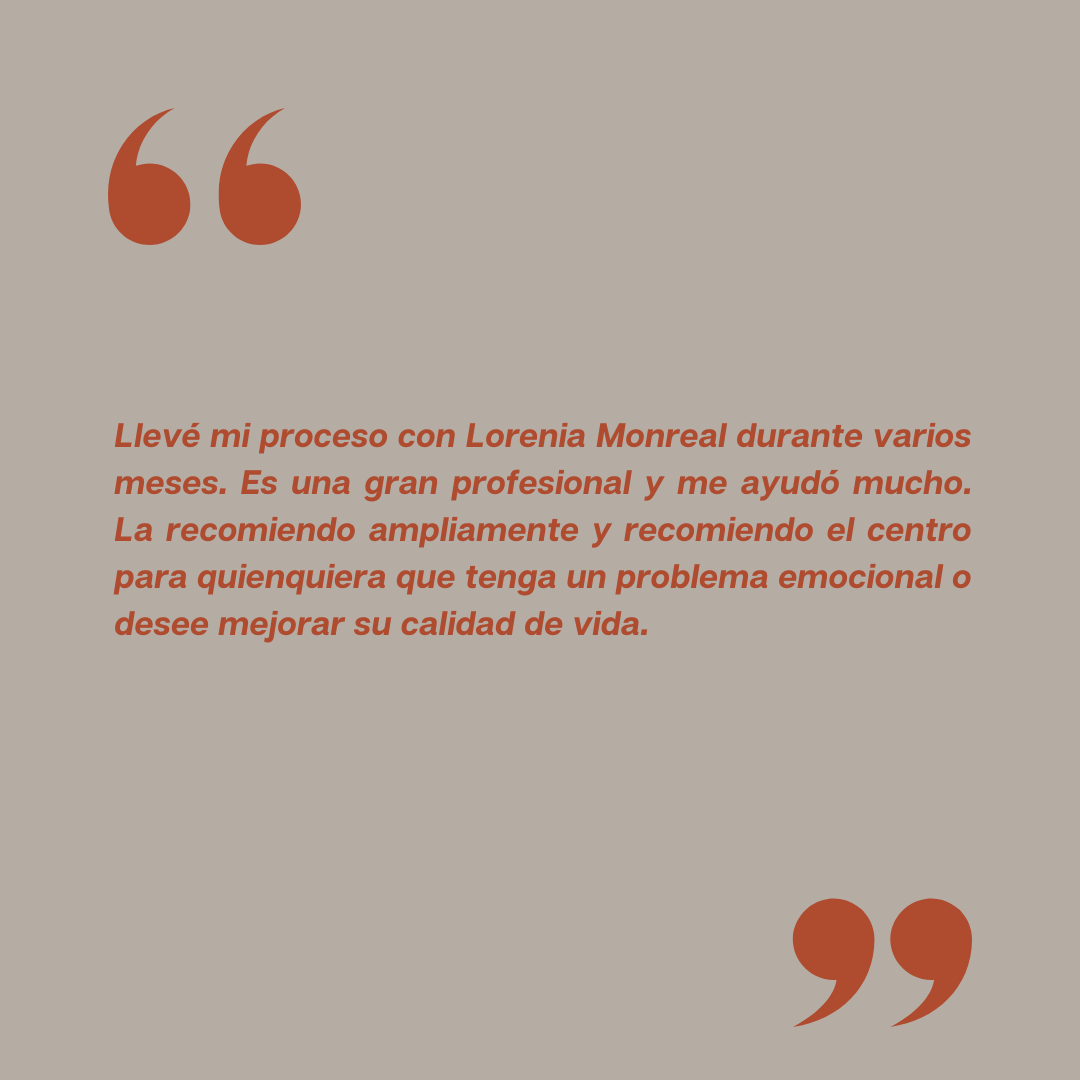 Llevé mi proceso con Lorenia Monreal durante varios
meses. Es una gran profesional y me ayudó mucho.
La recomiendo ampliamente y recomiendo el centro
para quienquiera que tenga un problema emocional o
desee mejorar su calidad de vida.